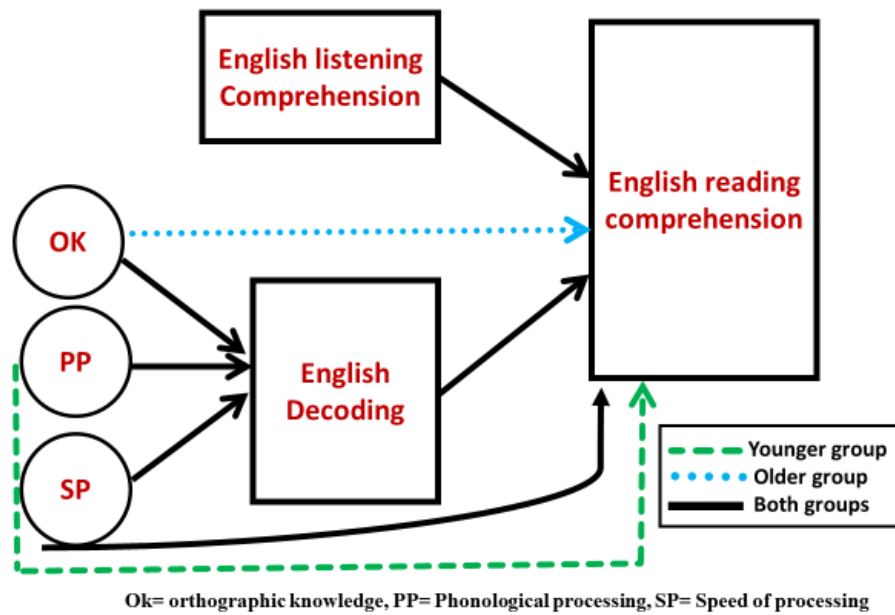 English listening
Comprehension
English reading
comprehension
OK
PP
SP
English
Decoding
Younger group
Older group
Both groups
Ok= orthographic knowledge, PP= Phonological processing, SP= Speed of processing